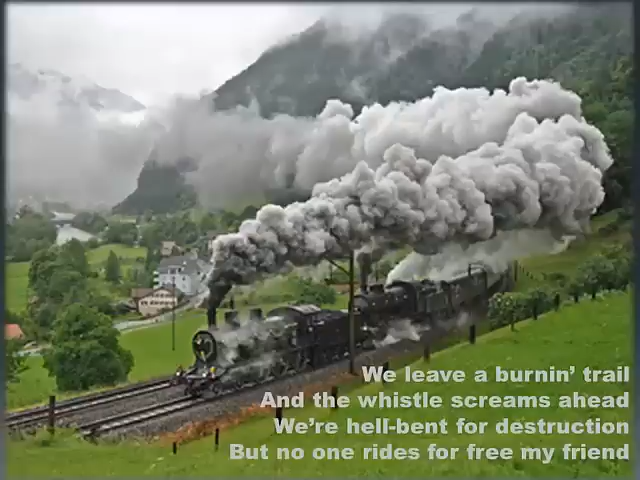 We leave a burnin’ trail
And the whistle screams ahead
We’re hell-bent for destruction
But no one rides for free my friend